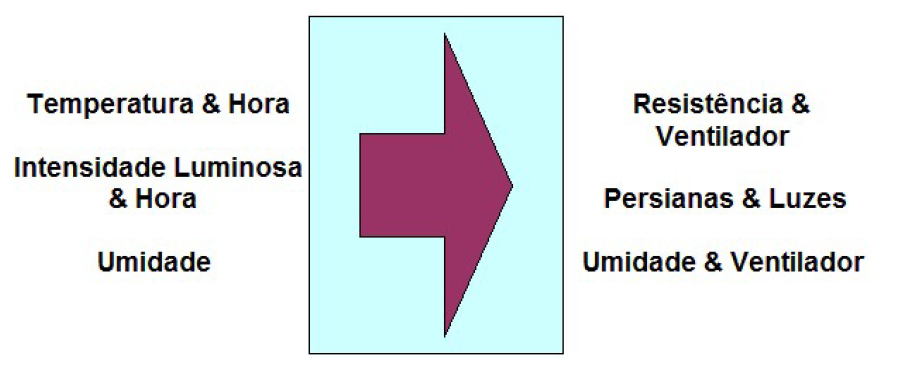 Temperatura & Hora
Intensidade Luminosa
& Hora
Umidade
Resistência &
Ventilador
Persianas & Luzes
Umidade & Ventilador